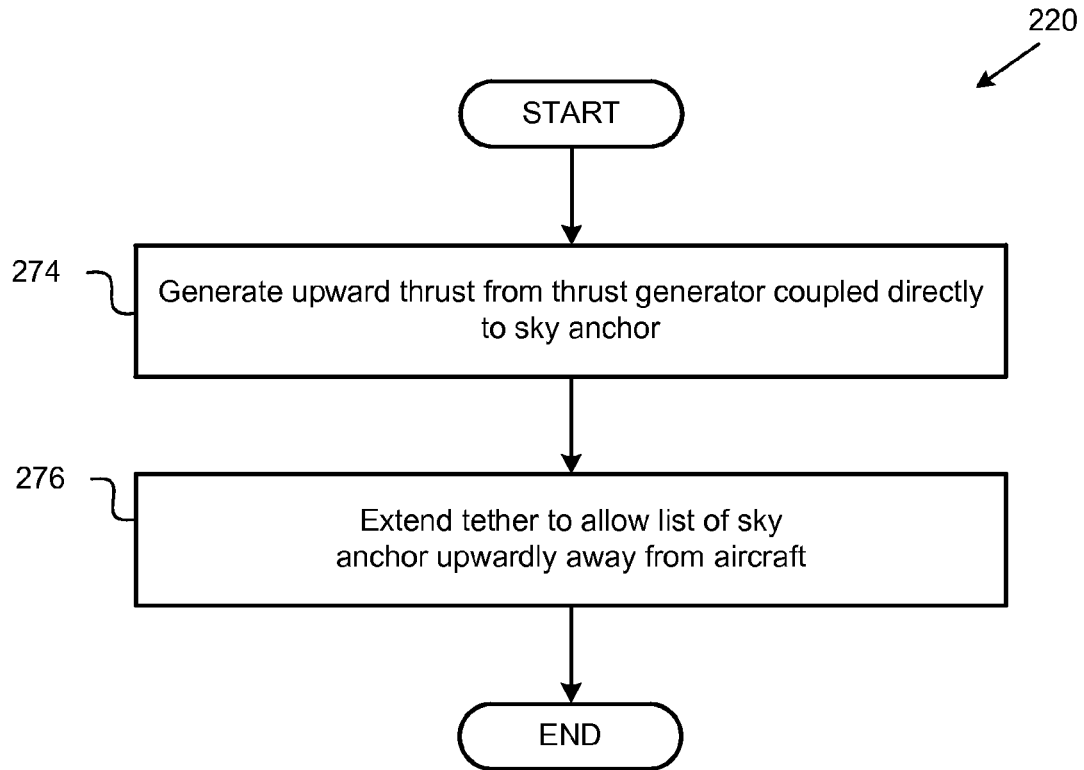 220
START
274
Generate upward thrust from thrust generator coupled directly
to sky anchor
276
Extend tether to allow list of sky
anchor upwardly away from aircraft
END